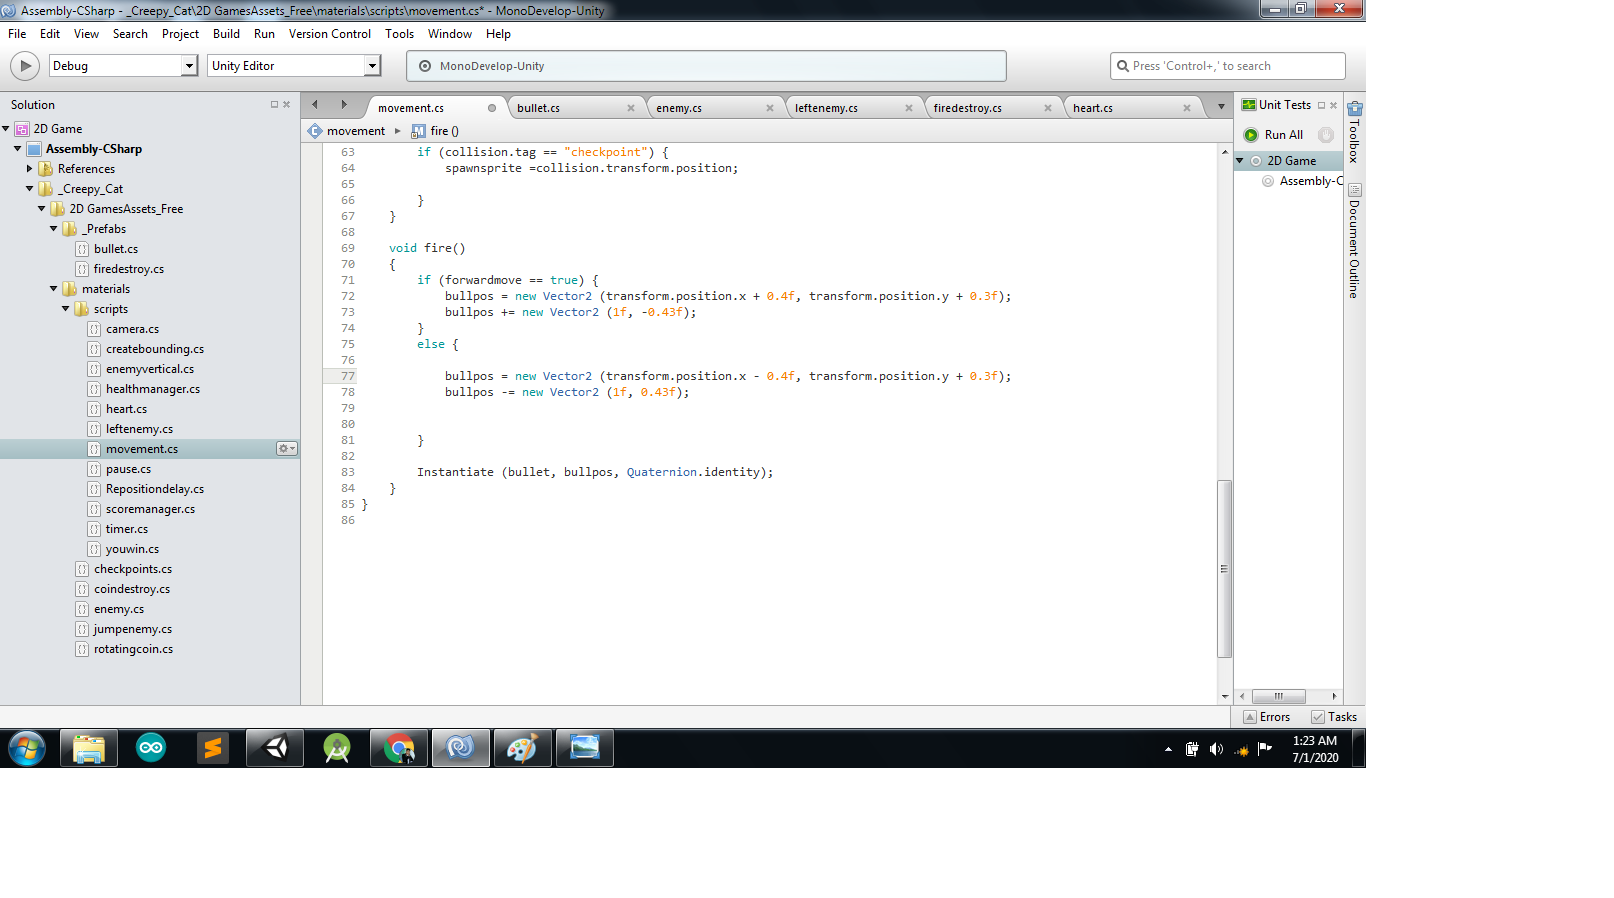 Assembly-CSharp - _Creepy_Cat\2D GamesAssets_Free\materials\scripts\movement.cs* - MonoDevelop-Unity
File Edit View Search Project Build Run Version Control Tools Window Help
Debug Unity Editor MonoDevelop-Unity Press 'Control+,' to search
Solution
2D Game
Assembly-CSharp
References
_Creepy_Cat
2D GamesAssets_Free
_Prefabs
bullet.cs
firedestroy.cs
materials
scripts
camera.cs
createbounding.cs
enemyvertical.cs
healthmanager.cs
heart.cs
leftenemy.cs
movement.cs
pause.cs
Repositiondelay.cs
scoremanager.cs
timer.cs
youwin.cs
checkpoints.cs
coindestroy.cs
enemy.cs
jumpenemy.cs
rotatingcoin.cs
movement.cs bullet.cs enemy.cs leftenemy.cs firedestroy.cs heart.cs
movement fire ()
63 if (collision.tag == "checkpoint") {
64 spawnsprite =collision.transform.position;
65
66 }
67 }
68
69 void fire()
70 {
71 if (forwardmove == true) {
72 bullpos = new Vector2 (transform.position.x + 0.4f, transform.position.y + 0.3f);
73 bullpos += new Vector2 (1f, -0.43f);
74 }
75 else {
76
77 bullpos = new Vector2 (transform.position.x - 0.4f, transform.position.y + 0.3f);
78 bullpos -= new Vector2 (1f, 0.43f);
79
80
81 }
82
83 Instantiate (bullet, bullpos, Quaternion.identity);
84 }
85 }
86
Unit Tests
Run All
2D Game
Assembly-C
Toolbox
Document Outline
Errors Tasks
1:23 AM
7/1/2020